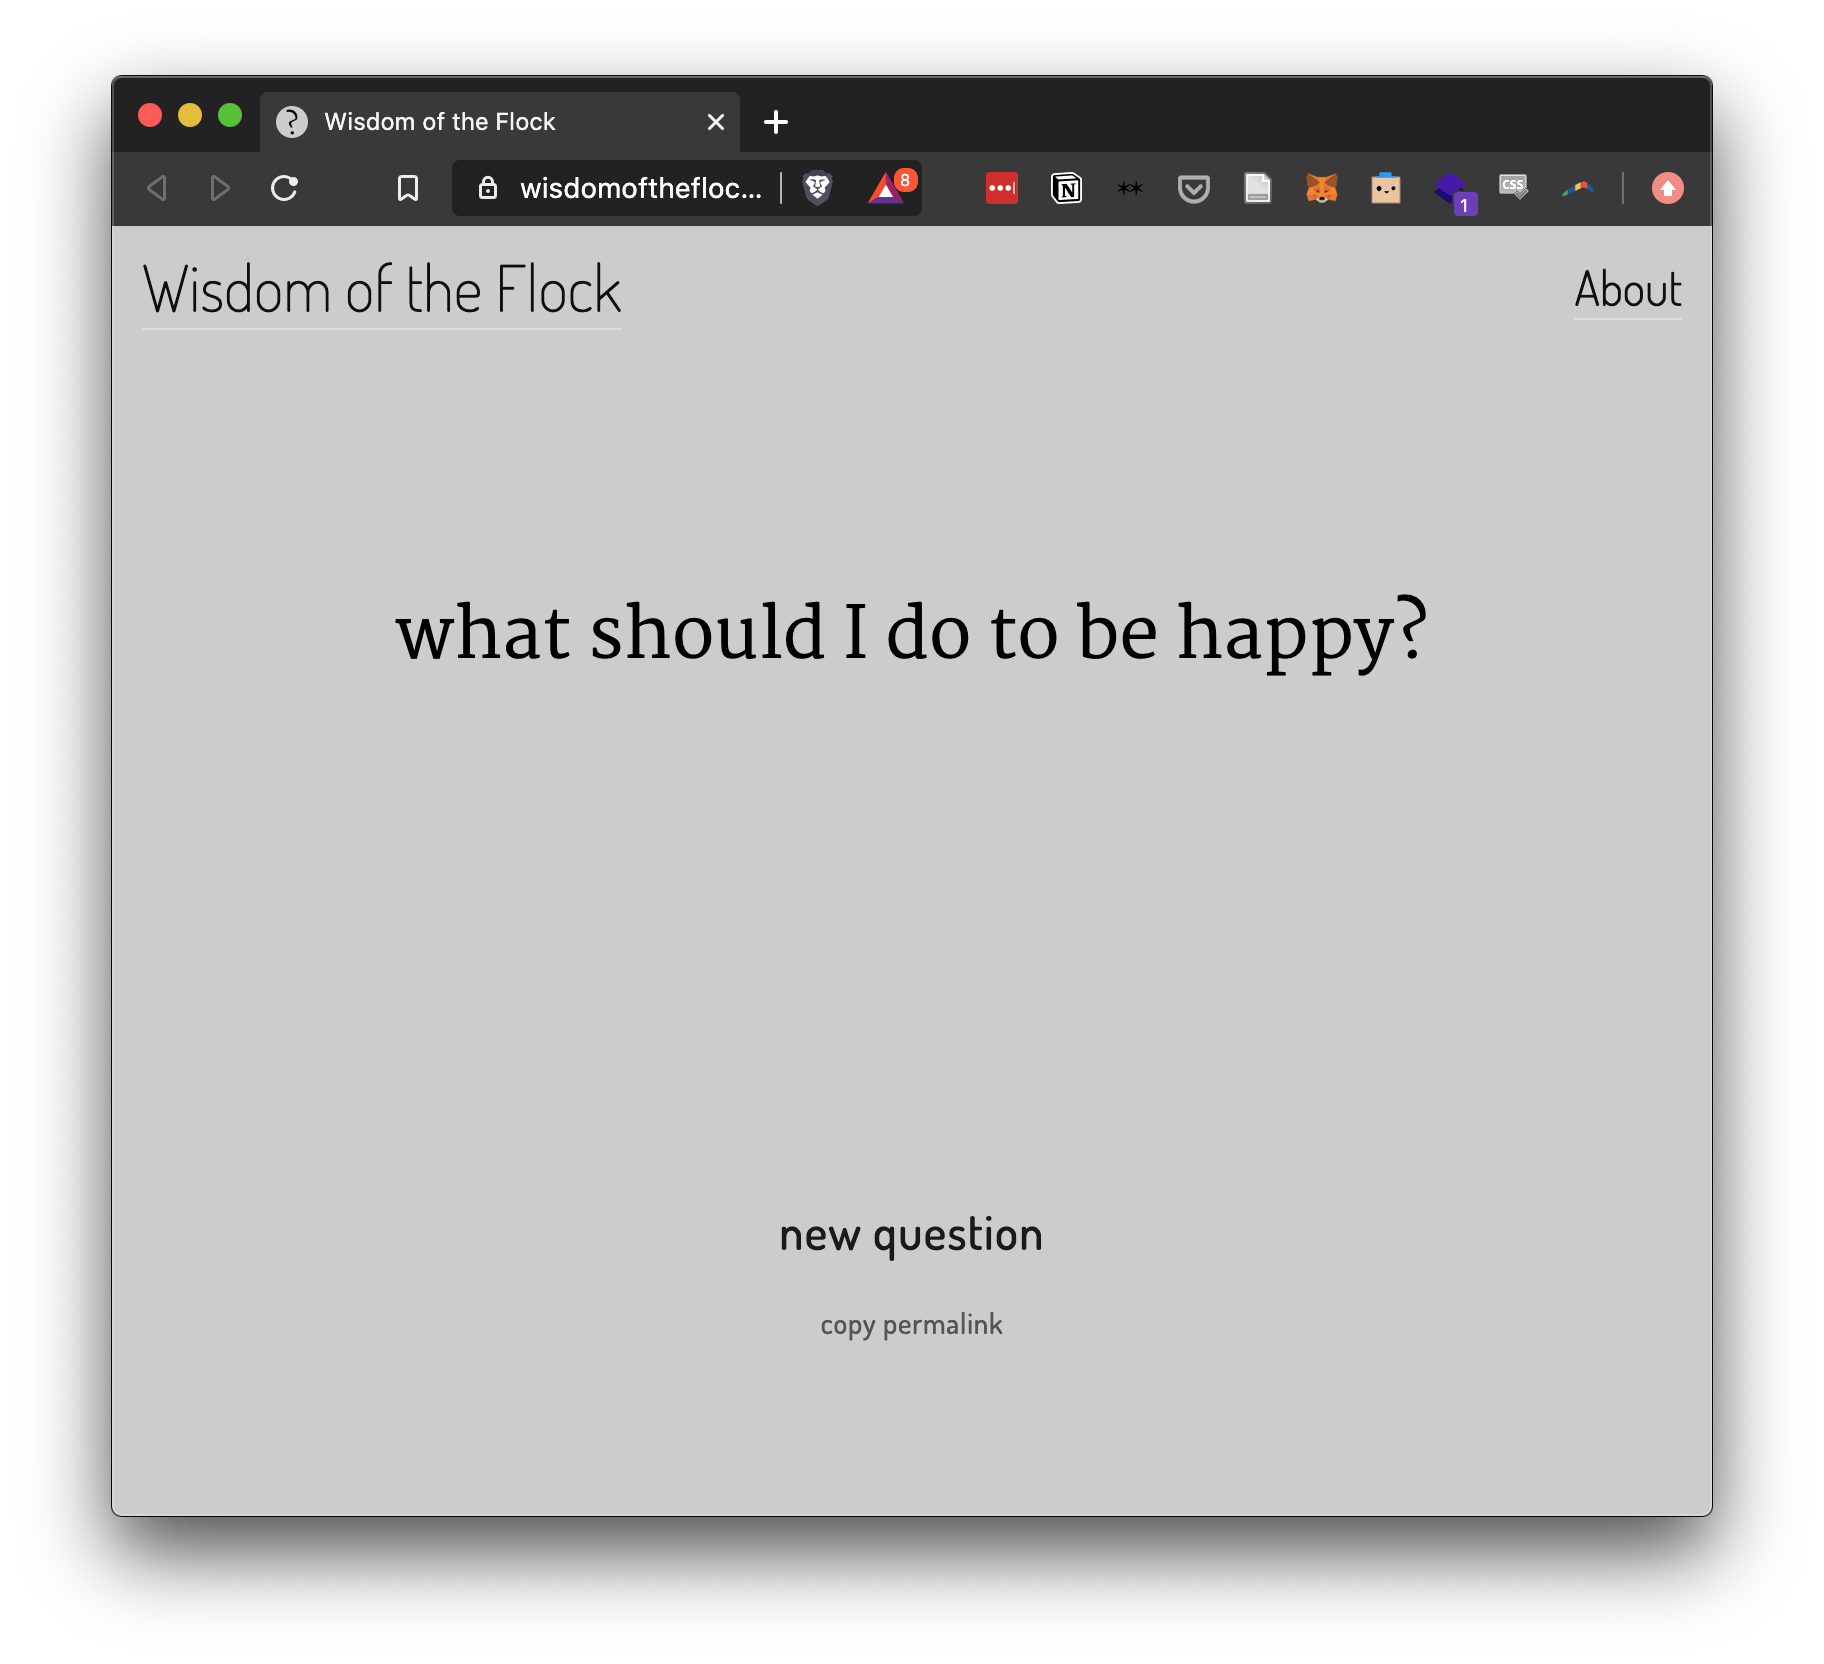 Wisdom of the Flock
wisdomofthefloc...
8
N
1
CSS
Wisdom of the Flock
About
what should I do to be happy?
new question
copy permalink